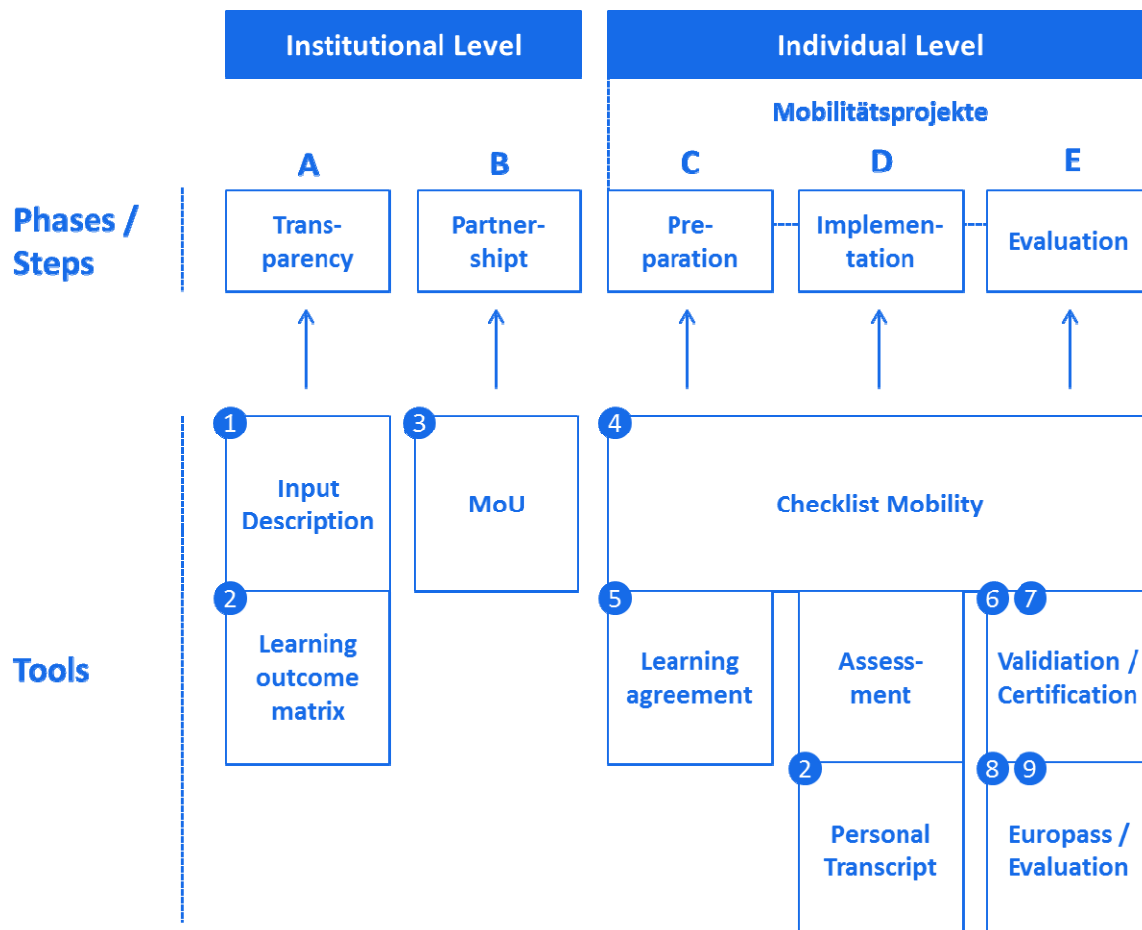 Institutional Level
Individual Level
Mobilitätsprojekte
A
B
C
D
E
Phases /
Steps
Trans-
parency
Partner-
shipt
Pre-
paration
Implemen-
tation
Evaluation
Tools
1
Input
Description
2
Learning
outcome
matrix
3
MoU
4
Checklist Mobility
5
Learning
agreement
Assess-
ment
2
Personal
Transcript
6 7
Validiation /
Certification
8 9
Europass /
Evaluation